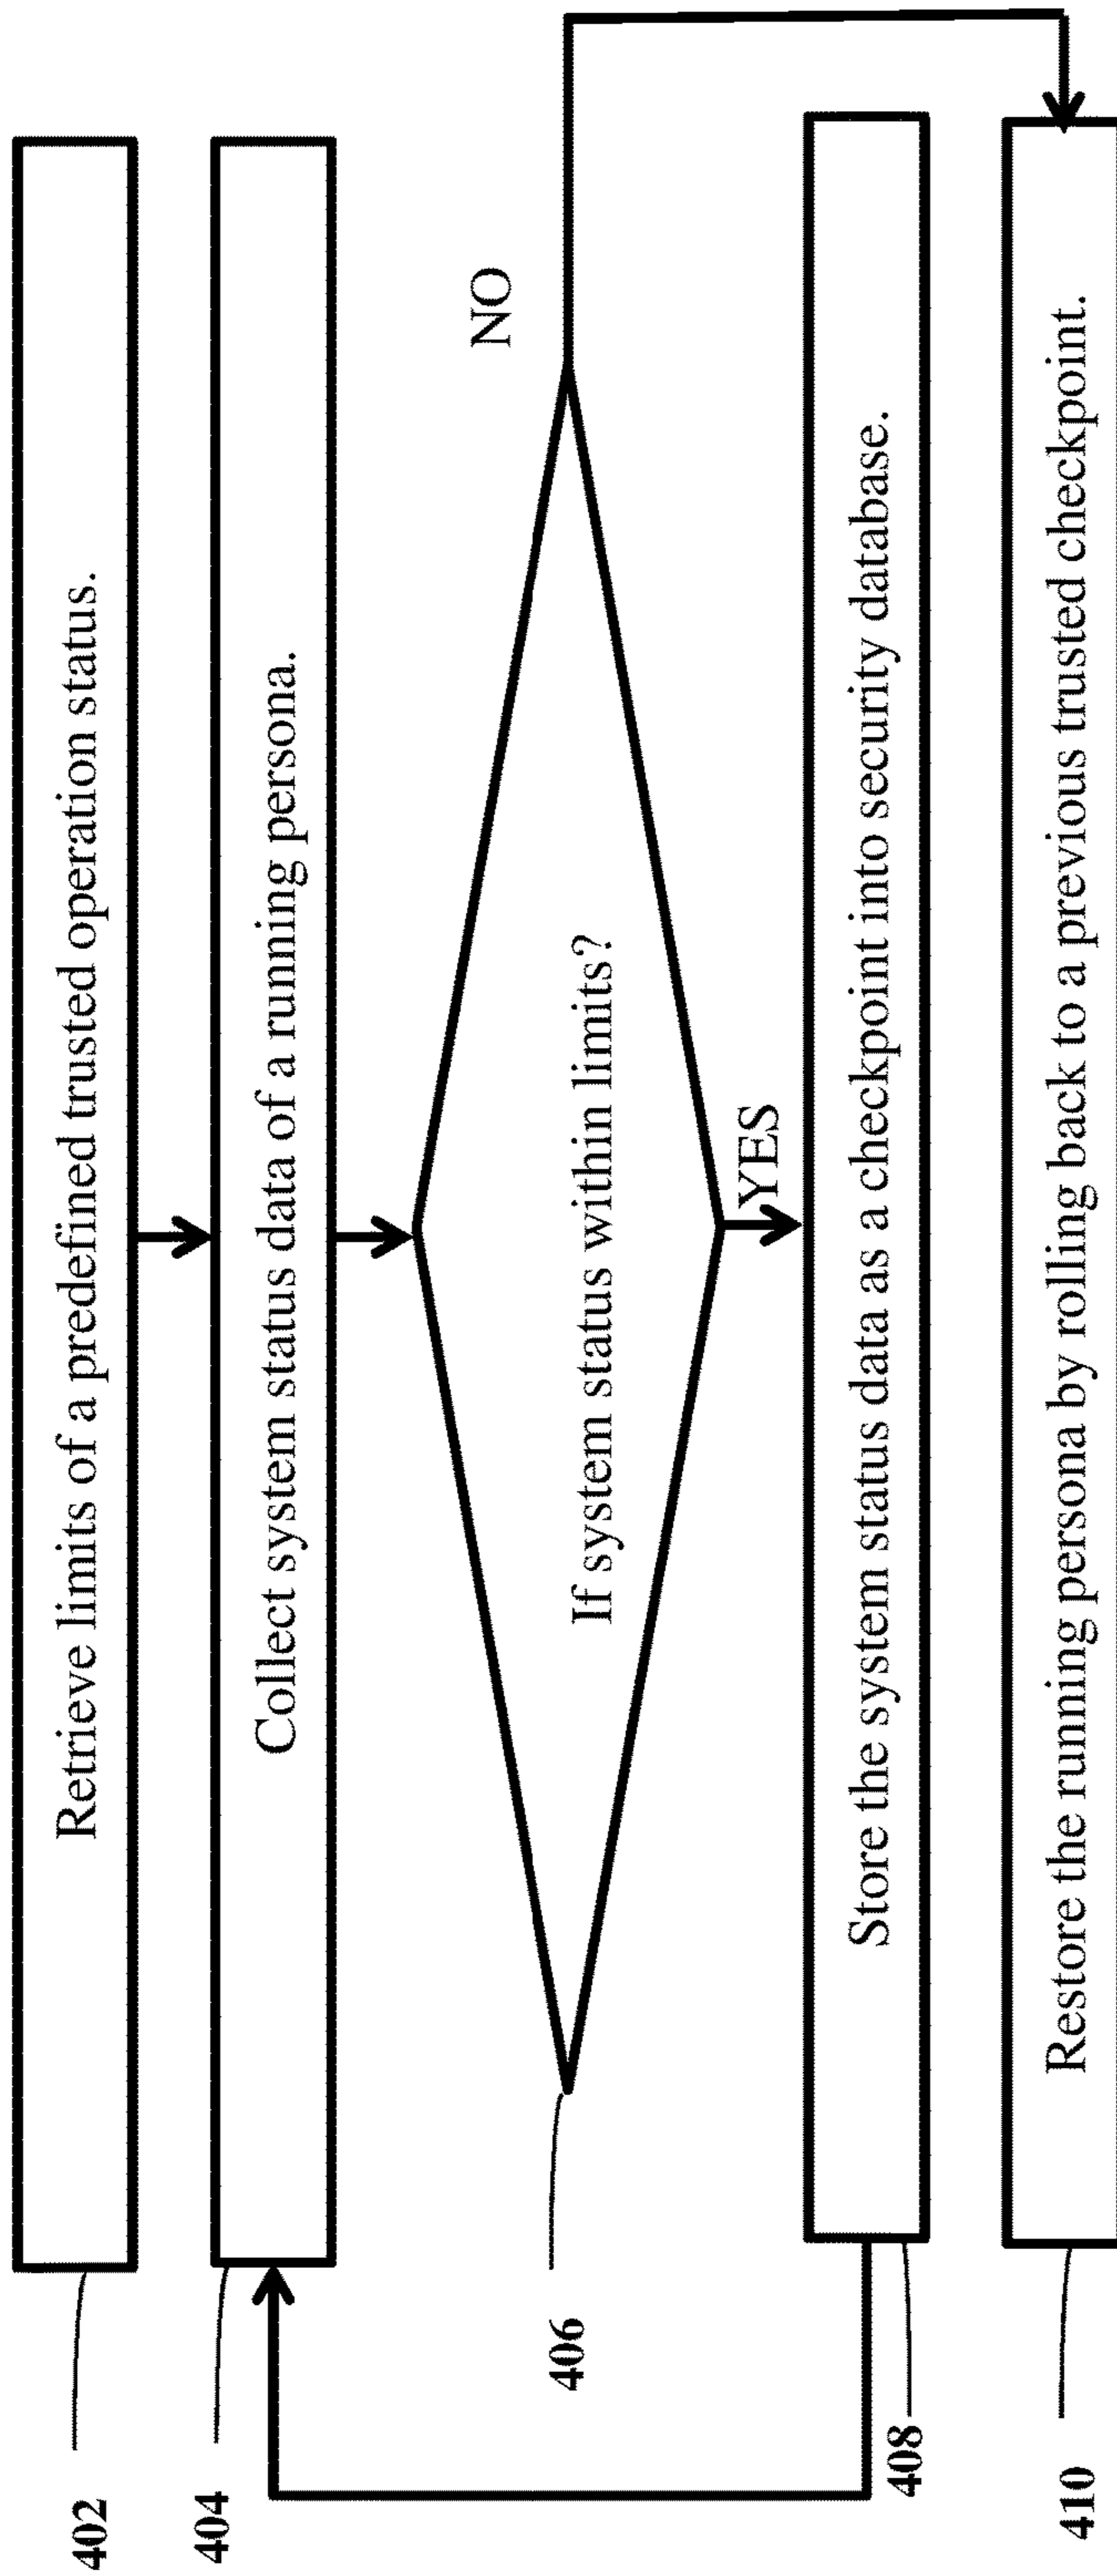 402
Retrieve limits of a predefined trusted operation status.
404
Collect system status data of a running persona.
406
If system status within limits?
NO
YES
408
Store the system status data as a checkpoint into security database.
410
Restore the running persona by rolling back to a previous trusted checkpoint.